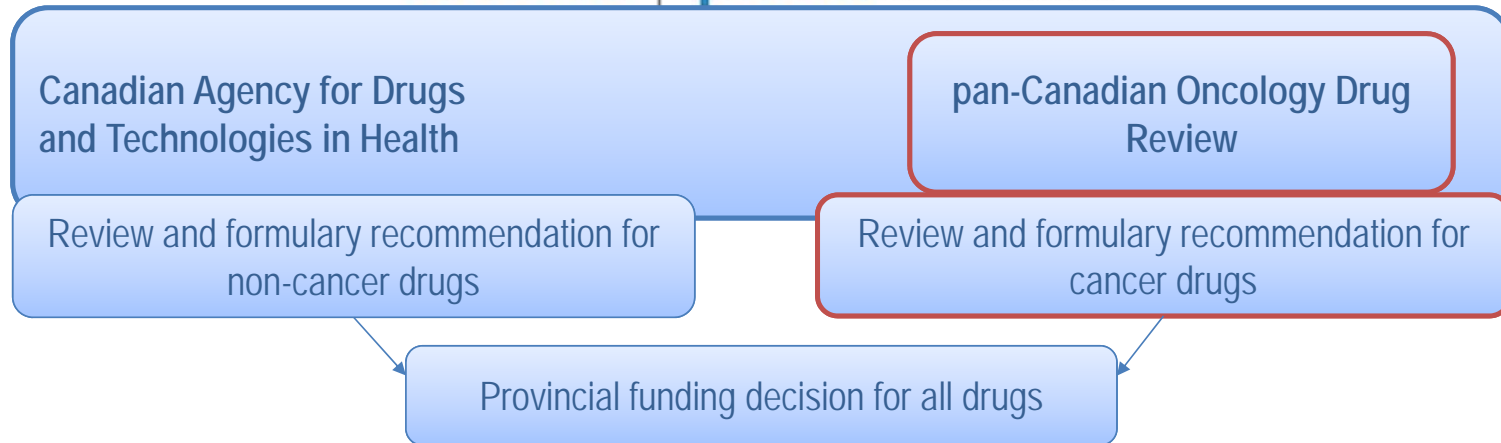 Canadian Agency for Drugs
and Technologies in Health
pan-Canadian Oncology Drug
Review
Review and formulary recommendation for
non-cancer drugs
Review and formulary recommendation for
cancer drugs
Provincial funding decision for all drugs